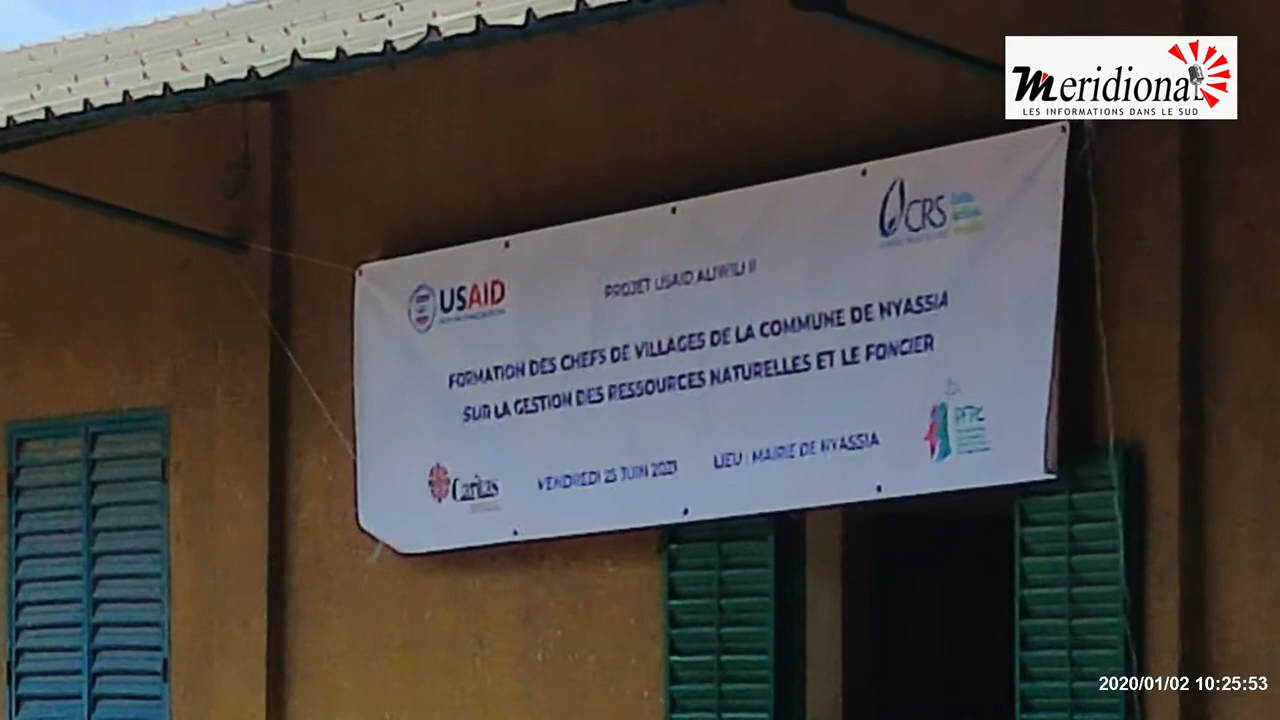 Meridional
LES INFORMATIONS DANS LE SUD
CRS
USAID
PROJET USAID ALIWILI II
FORMATION DES CHEFS DE VILLAGES DE LA COMMUNE DE NYASSIA
SUR LA GESTION DES RESSOURCES NATURELLES ET LE FONCIER
PFPC
Caritas
VENDREDI 25 JUIN 2021
LIEU : MAIRIE DE NYASSIA
2020/01/02 10:25:53